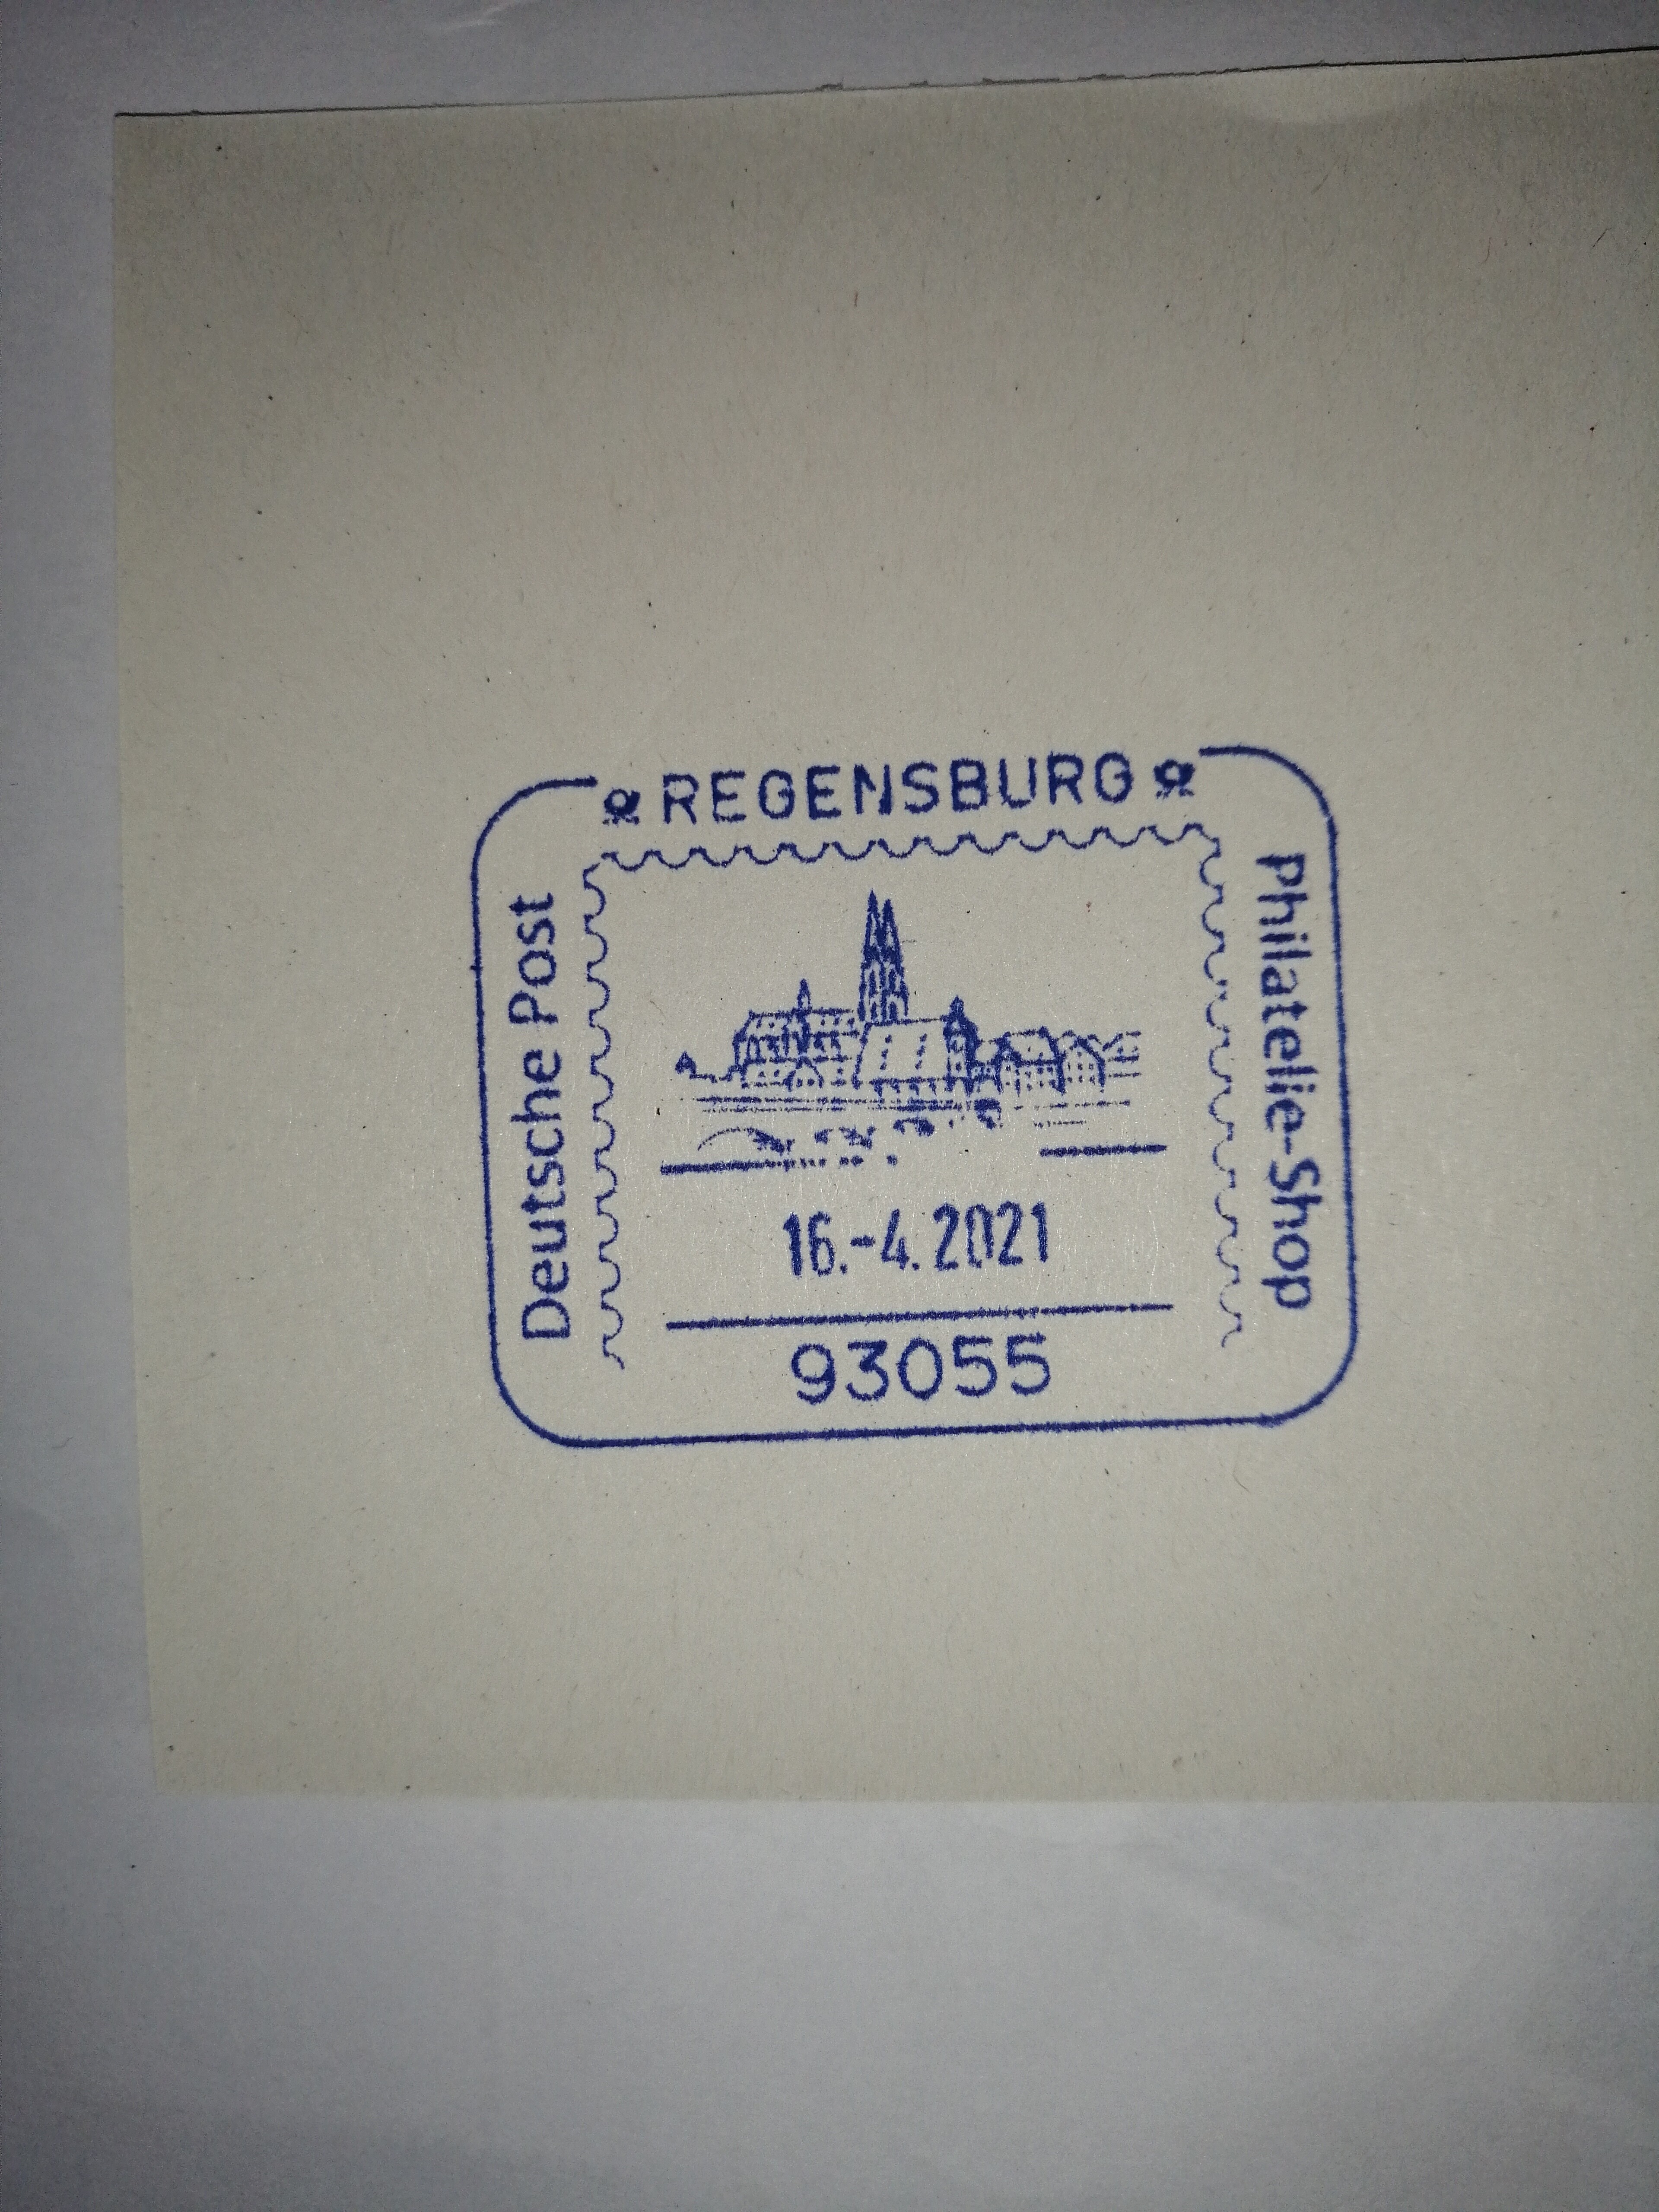 REGENSBURG
Deutsche Post
Philatelie-Shop
16.-4.2021
93055